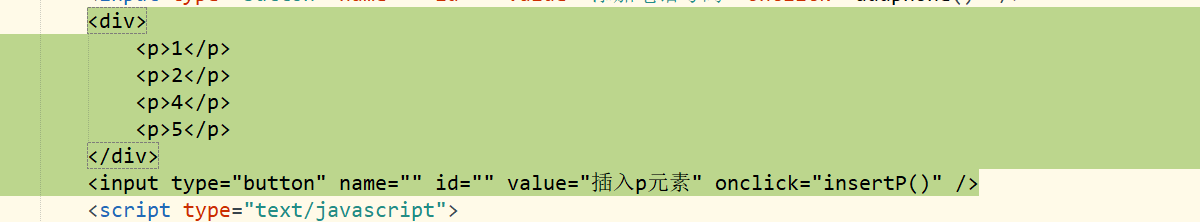 <div>
<p>1</p>
<p>2</p>
<p>4</p>
<p>5</p>
</div>
<input type="button" name="" id="" value="插入p元素" onclick="insertP()" />
<script type="text/javascript">